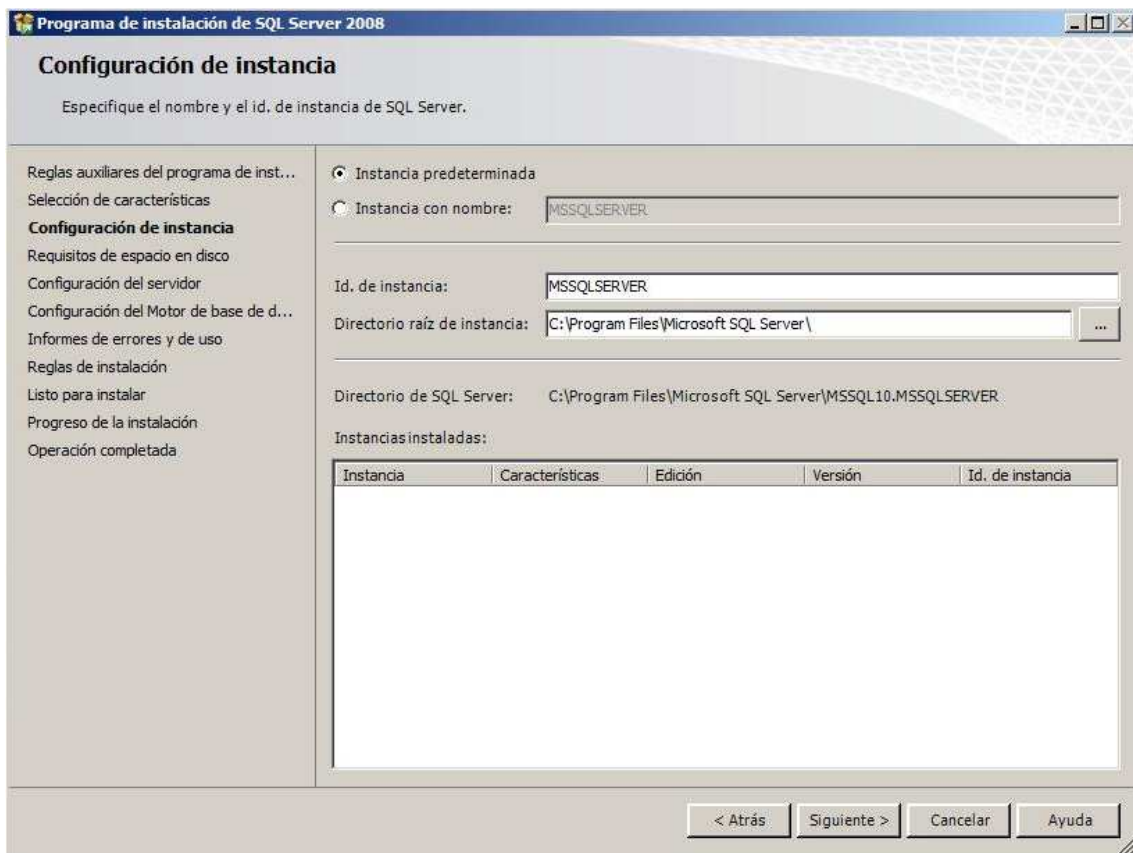 Programa de instalación de SQL Server 2008
Configuración de instancia
Especifique el nombre y el id. de instancia de SQL Server.
Reglas auxiliares del programa de inst...
Selección de características
Configuración de instancia
Requisitos de espacio en disco
Configuración del servidor
Configuración del Motor de base de d...
Informes de errores y de uso
Reglas de instalación
Listo para instalar
Progreso de la instalación
Operación completada
Instancia predeterminada
Instancia con nombre: MSSQLSERVER
Id. de instancia: MSSQLSERVER
Directorio raíz de instancia: C:\Program Files\Microsoft SQL Server\ ...
Directorio de SQL Server: C:\Program Files\Microsoft SQL Server\MSSQL10.MSSQLSERVER
Instancias instaladas:
Instancia Características Edición Versión Id. de instancia
< Atrás Siguiente > Cancelar Ayuda